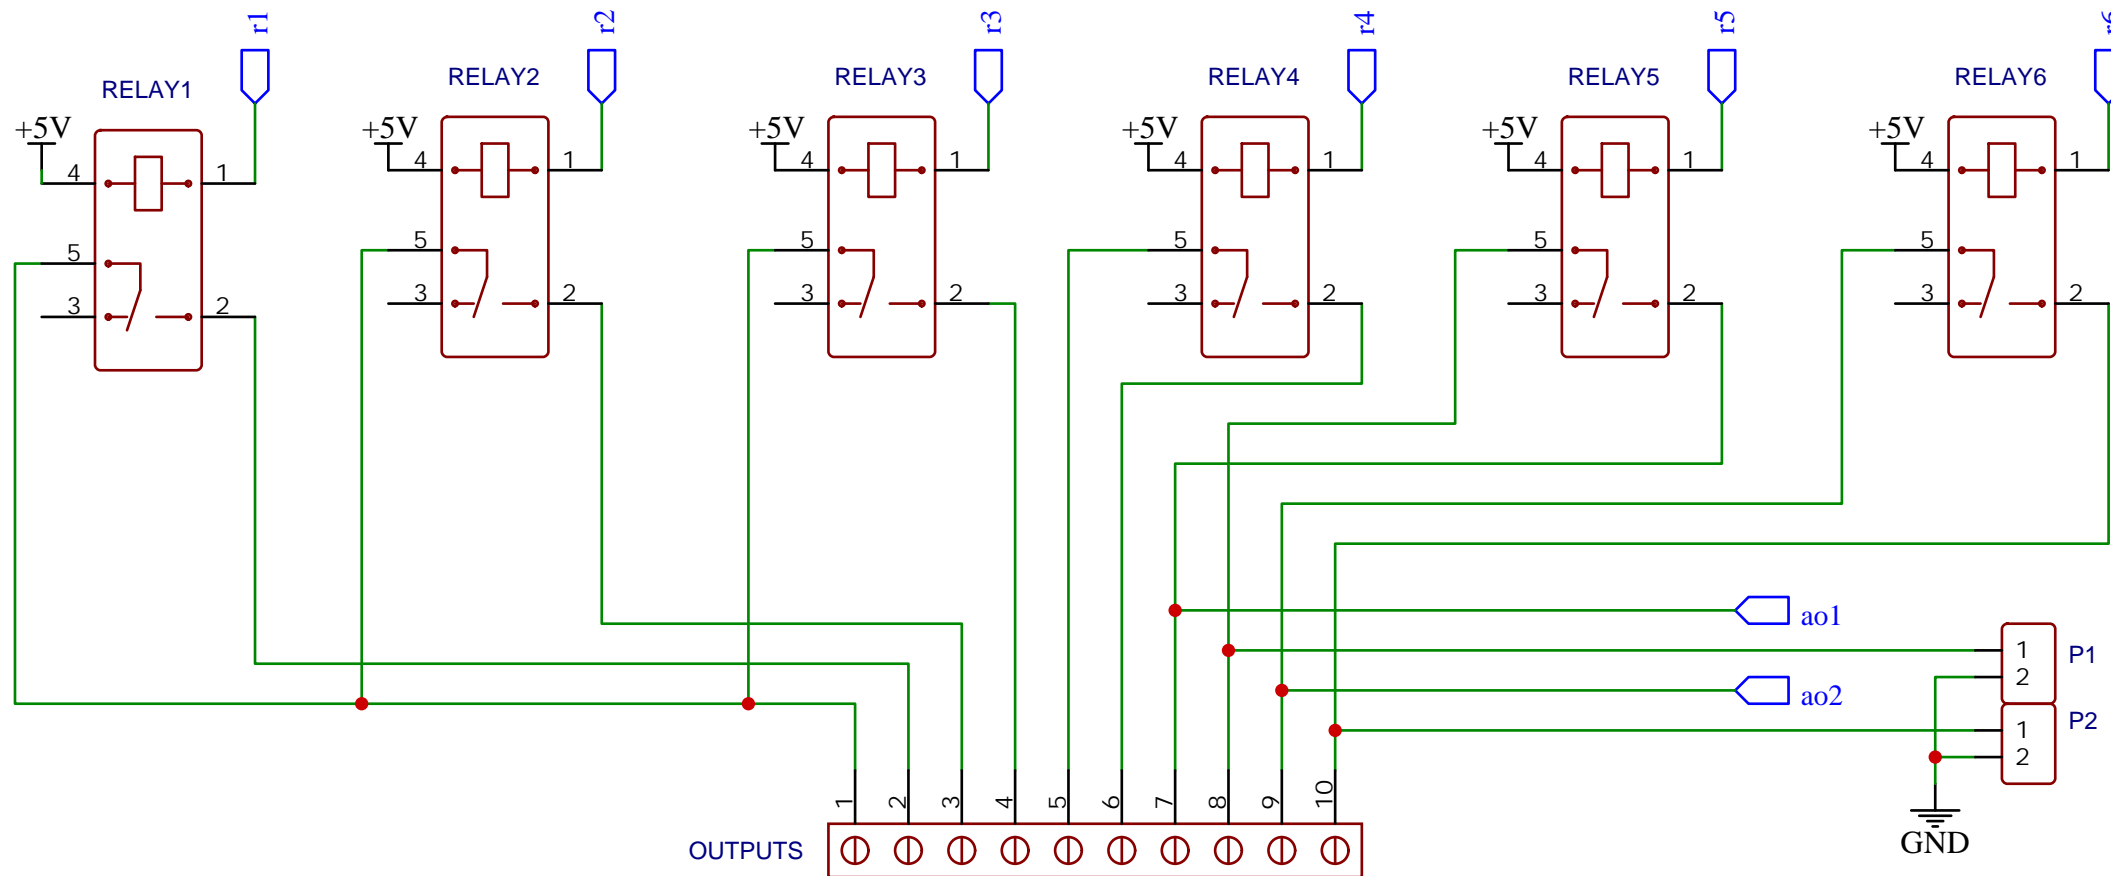 r1 r2 r3 r4 r5 r6
RELAY1 RELAY2 RELAY3 RELAY4 RELAY5 RELAY6
+5V +5V +5V +5V +5V +5V
4 1 4 1 4 1 4 1 4 1 4 1
5 5 5 5 5 5
3 2 3 2 3 2 3 2 3 2 3 2
ao1
1 P1
2
ao2
1 P2
2
1 2 3 4 5 6 7 8 9 10
OUTPUTS
GND